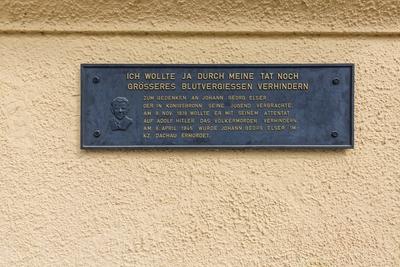 ICH WOLLTE JA DURCH MEINE TAT NOCH
GRÖSSERES BLUTVERGIESSEN VERHINDERN
ZUM GEDENKEN AN JOHANN GEORG ELSER
DER IN KÖNIGSBRONN SEINE JUGEND VERBRACHTE.
AM 8. NOV. 1939 WOLLTE ER MIT SEINEM ATTENTAT
AUF ADOLF HITLER DAS VÖLKERMORDEN VERHINDERN.
AM 9. APRIL 1945 WURDE JOHANN GEORG ELSER IM
KZ. DACHAU ERMORDET.